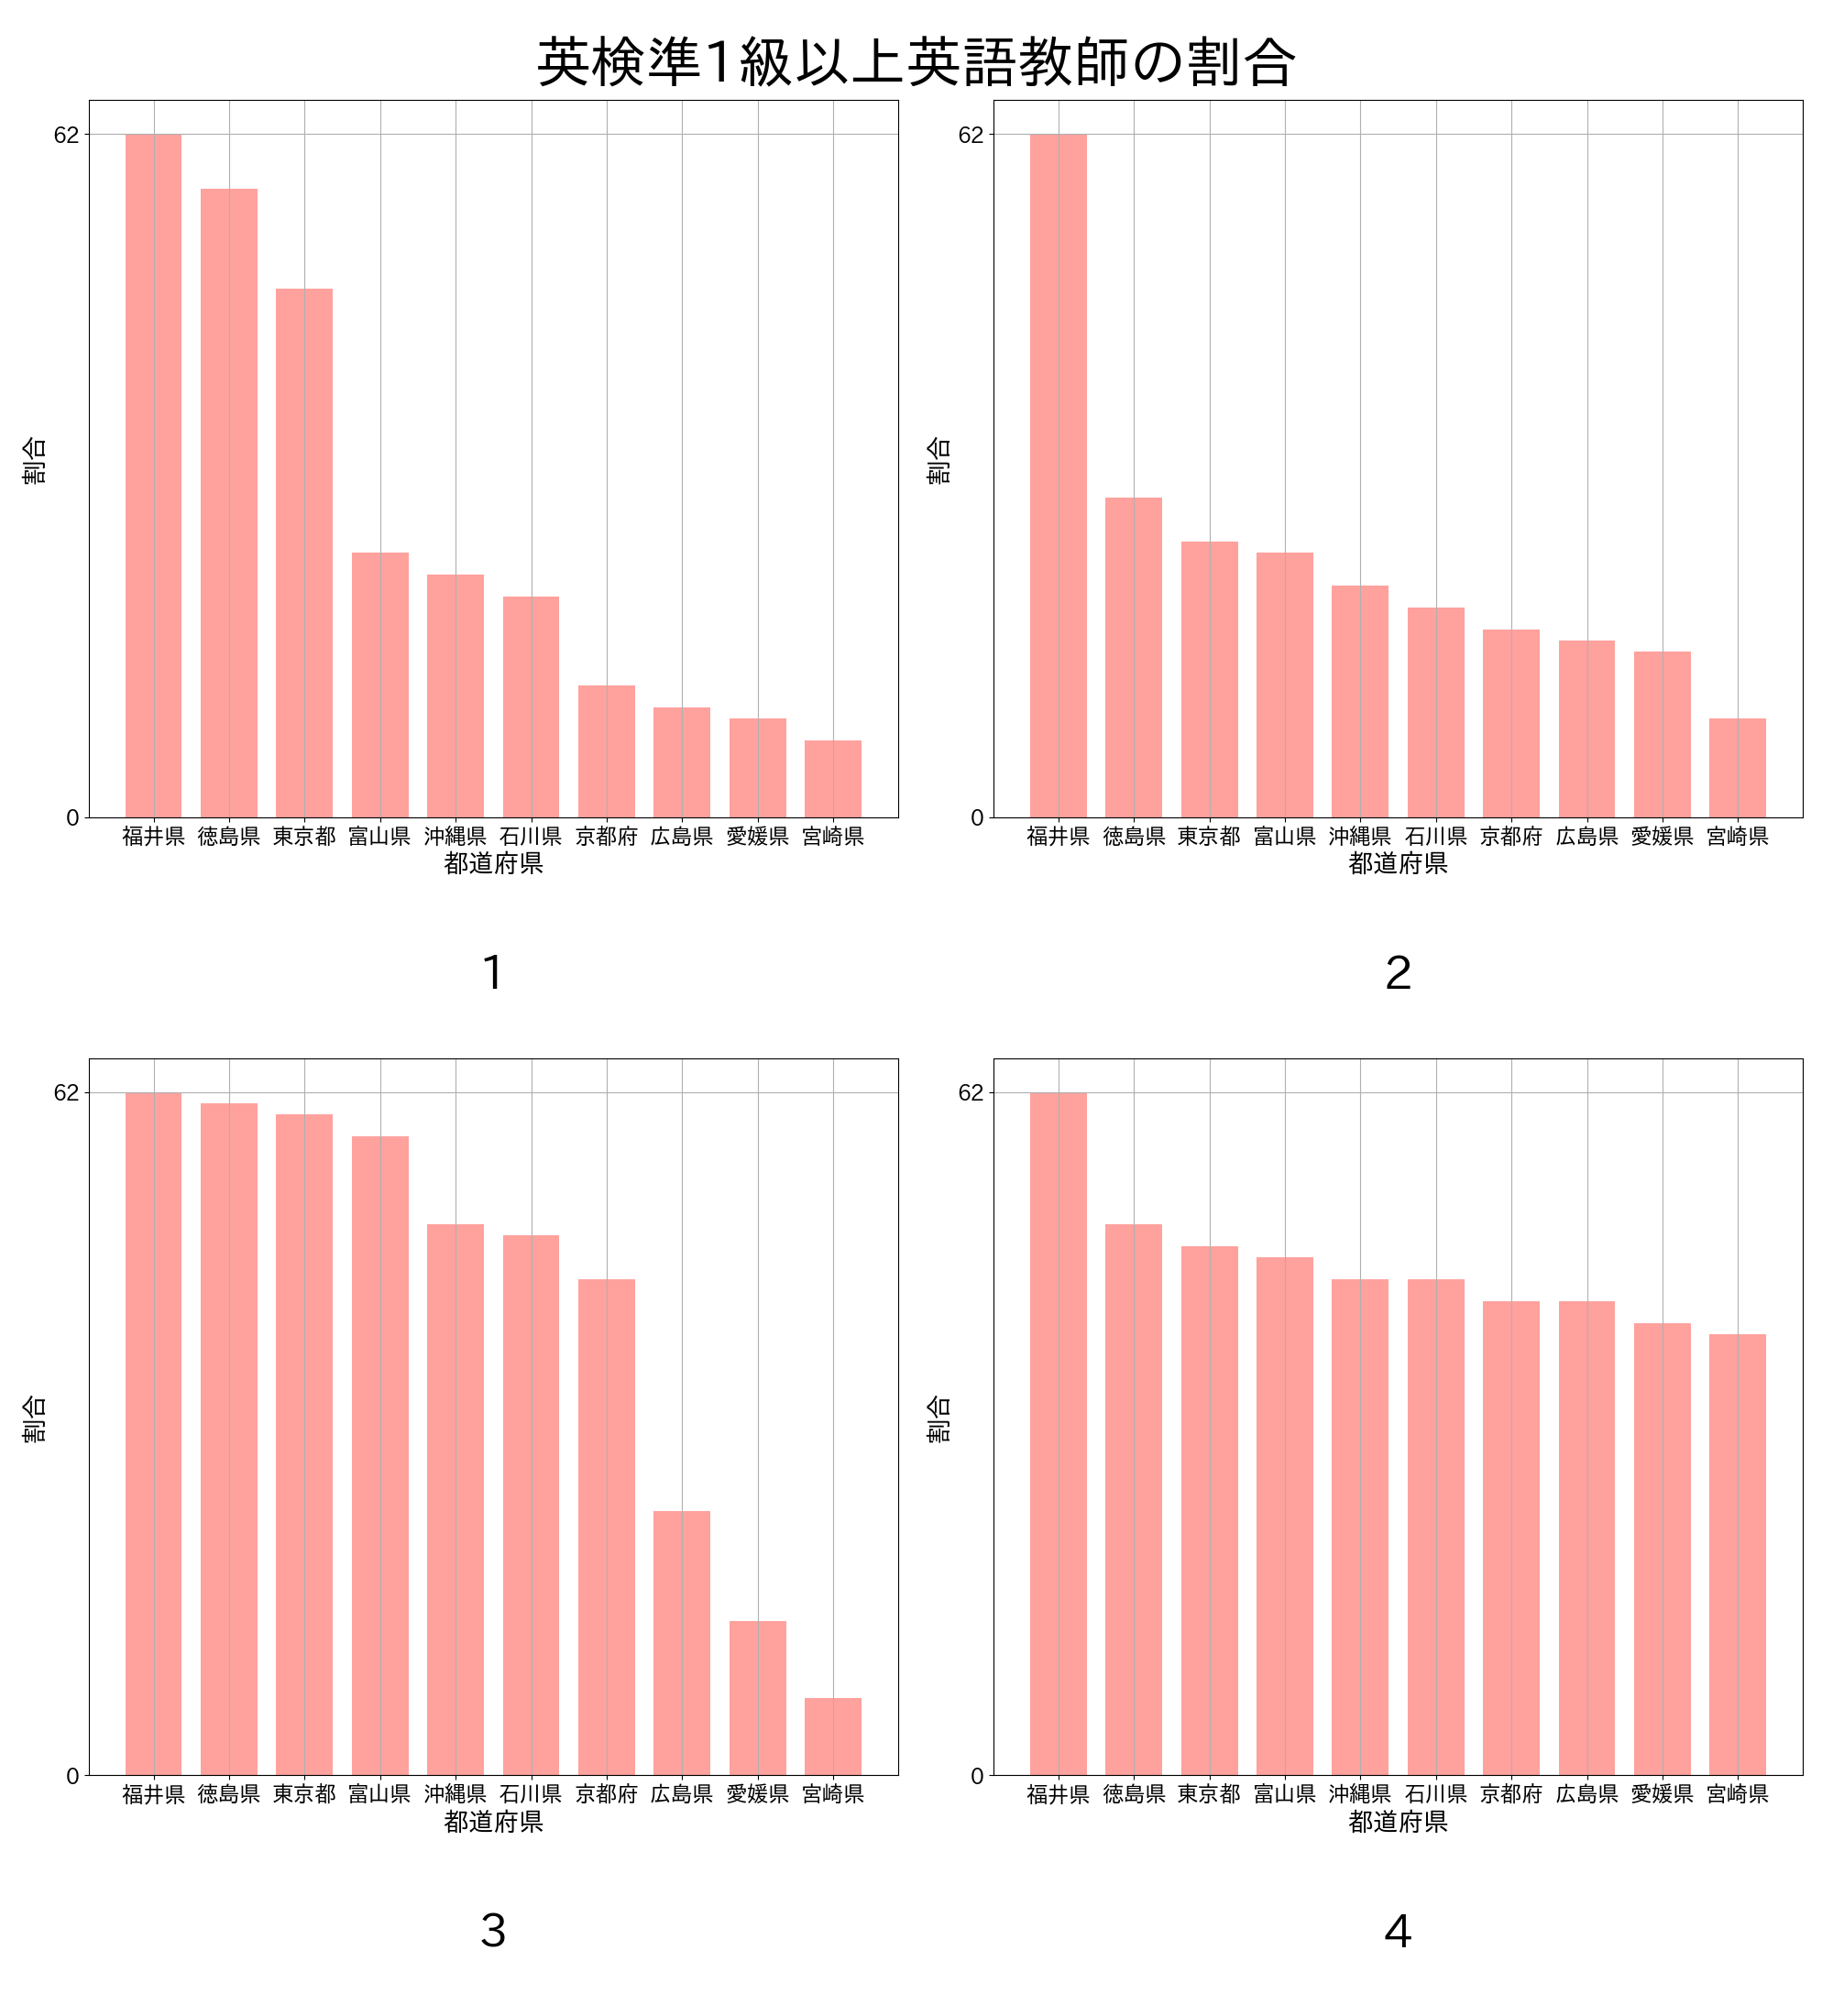 英検準1級以上英語教師の割合
62
0
割合
福井県 徳島県 東京都 富山県 沖縄県 石川県 京都府 広島県 愛媛県 宮崎県
都道府県
1
62
0
割合
福井県 徳島県 東京都 富山県 沖縄県 石川県 京都府 広島県 愛媛県 宮崎県
都道府県
2
62
0
割合
福井県 徳島県 東京都 富山県 沖縄県 石川県 京都府 広島県 愛媛県 宮崎県
都道府県
3
62
0
割合
福井県 徳島県 東京都 富山県 沖縄県 石川県 京都府 広島県 愛媛県 宮崎県
都道府県
4